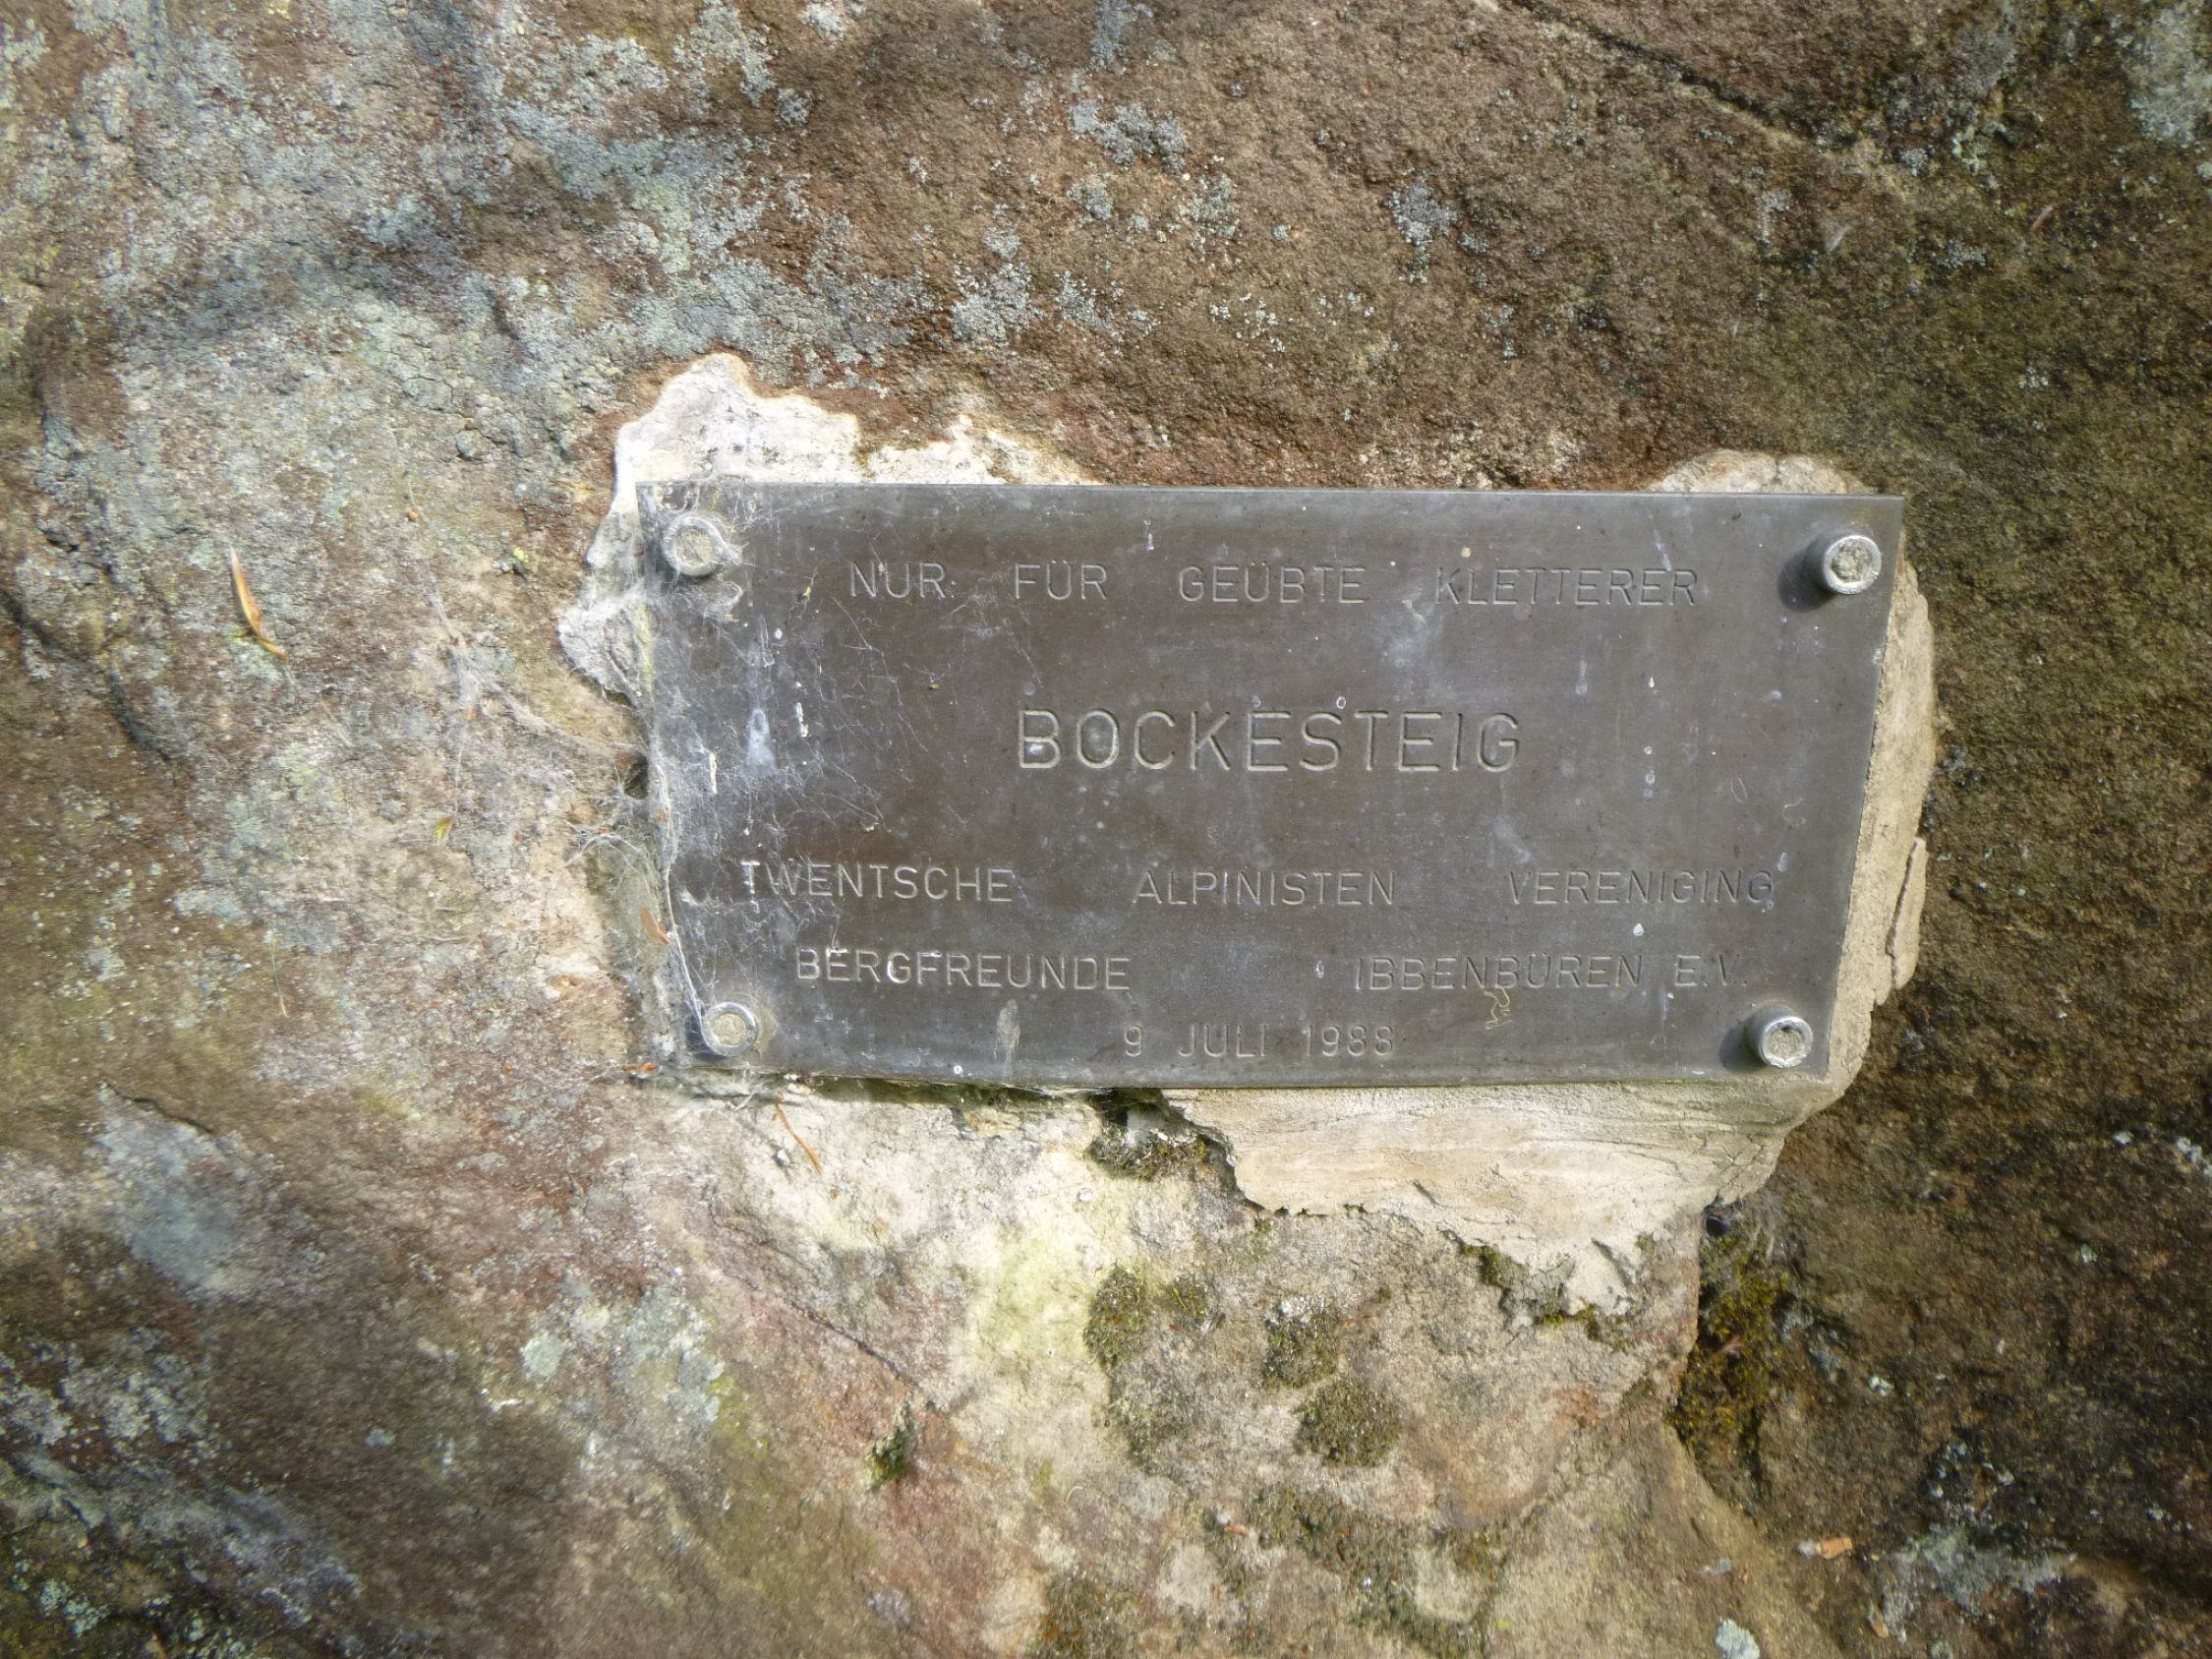 NUR FÜR GEÜBTE KLETTERER
BOCKESTEIG
TWENTSCHE ALPINISTEN VERENIGING
BERGFREUNDE IBBENBÜREN E.V.
9 JULI 1988